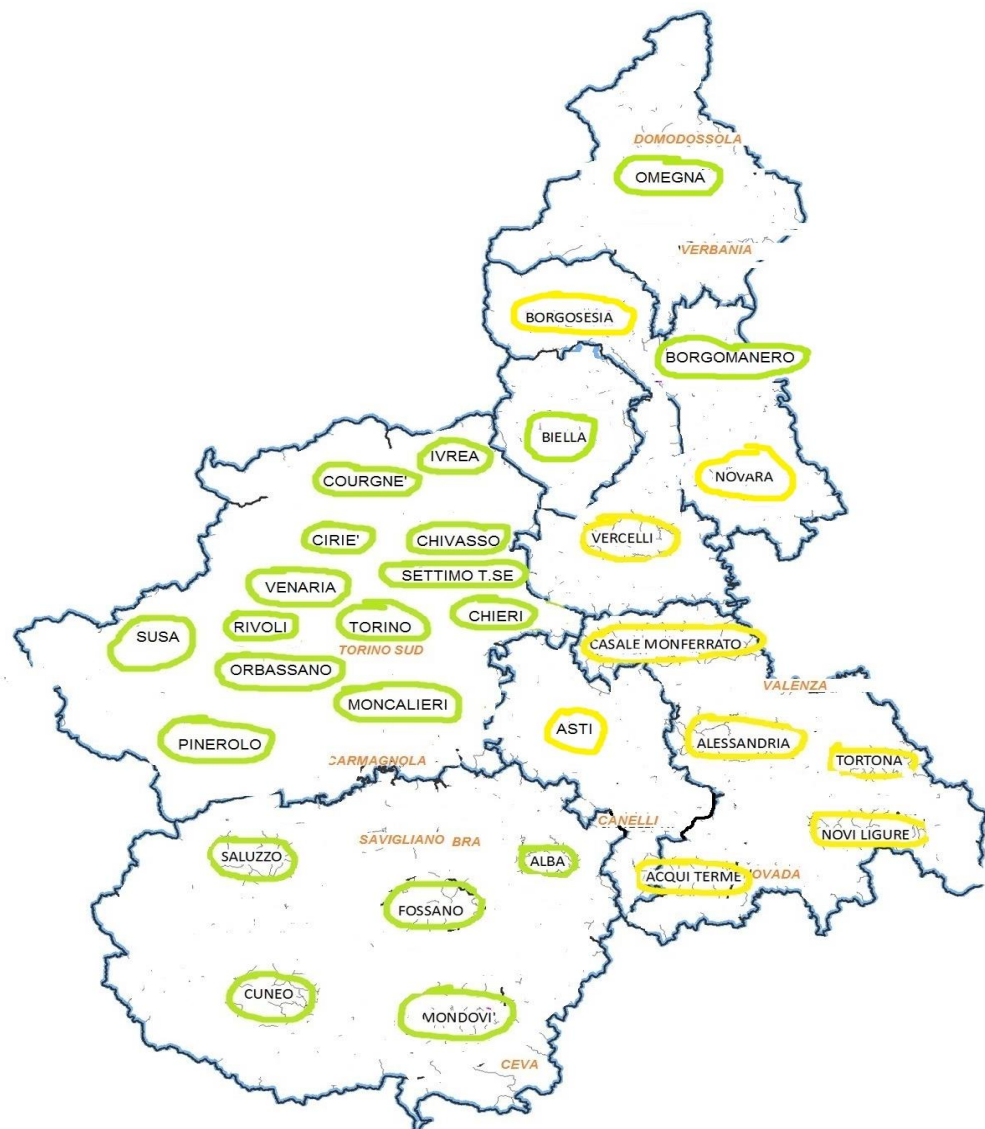 DOMODOSSOLA
OMEGNA
VERBANIA
BORGOSESIA
BORGOMANERO
BIELLA
IVREA
COURGNE'
NOVARA
CIRIE'
CHIVASSO
VERCELLI
SETTIMO T.SE
VENARIA
CHIERI
RIVOLI
TORINO
SUSA
TORINO SUD
CASALE MONFERRATO
ORBASSANO
VALENZA
MONCALIERI
ASTI
ALESSANDRIA
PINEROLO
CARMAGNOLA
TORTONA
CANELLI
NOVI LIGURE
SAVIGLIANO BRA
SALUZZO
ALBA
ACQUI TERME
OVADA
FOSSANO
CUNEO
MONDOVI'
CEVA